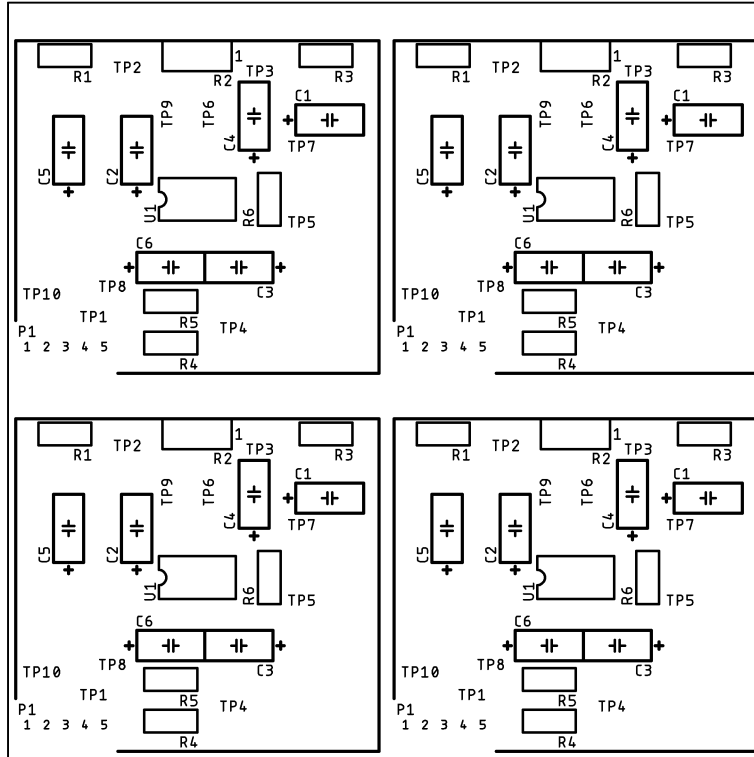 R1 TP2 R2 1 TP3 R3 R1 TP2 R2 1 TP3 R3
C5 C2 TP9 TP6 C4 C1 TP7 C5 C2 TP9 TP6 C4 C1 TP7
U1 R6 TP5 U1 R6 TP5
C6 C6
TP10 TP8 C3 TP10 TP8 C3
P1 TP1 R5 TP4 P1 TP1 R5 TP4
1 2 3 4 5 R4 1 2 3 4 5 R4
R1 TP2 R2 1 TP3 R3 R1 TP2 R2 1 TP3 R3
C5 C2 TP9 TP6 C4 C1 TP7 C5 C2 TP9 TP6 C4 C1 TP7
U1 R6 TP5 U1 R6 TP5
C6 C6
TP10 TP8 C3 TP10 TP8 C3
P1 TP1 R5 TP4 P1 TP1 R5 TP4
1 2 3 4 5 R4 1 2 3 4 5 R4